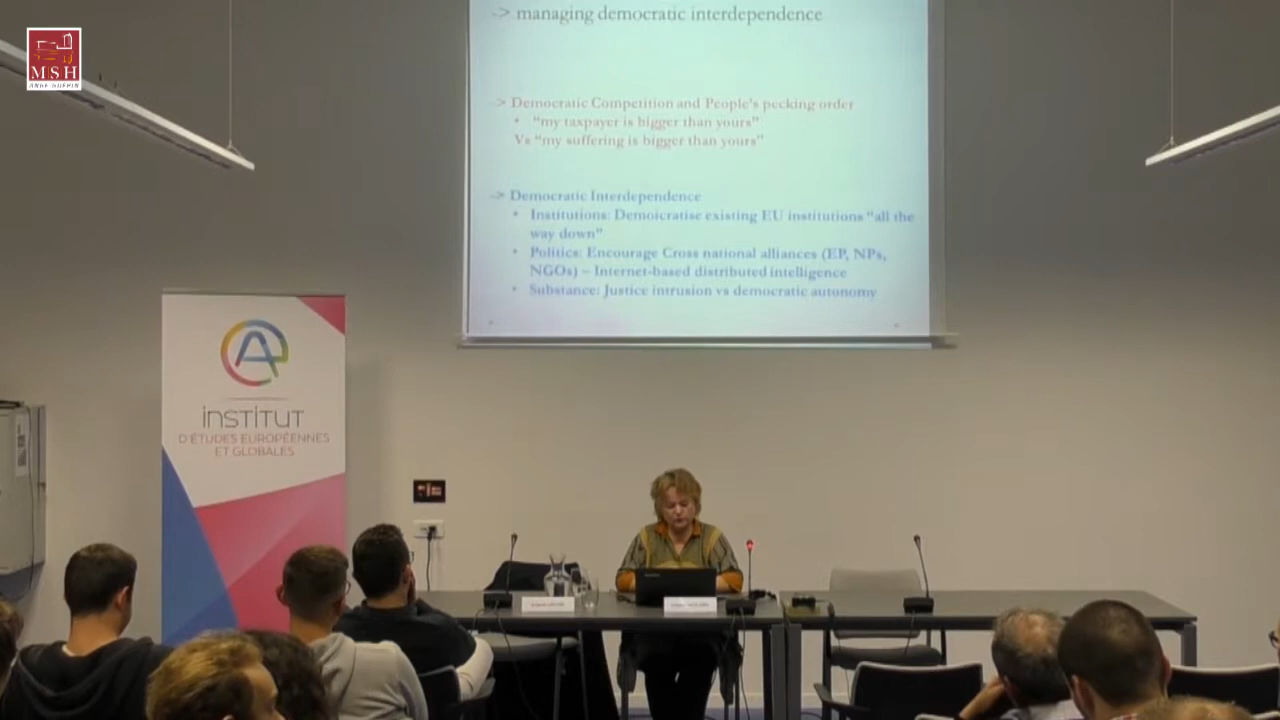 MSH
ANGE-GUÉPIN
-> managing democratic interdependence
-> Democratic Competition and People's pecking order
• "my taxpayer is bigger than yours"
Vs "my suffering is bigger than yours"
-> Democratic Interdependence
• Institutions: Demoicratise existing EU institutions "all the
way down"
• Politics: Encourage Cross national alliances (EP, NPs,
NGOs) – Internet-based distributed intelligence
• Substance: Justice intrusion vs democratic autonomy
INSTITUT
D'ÉTUDES EUROPÉENNES
ET GLOBALES